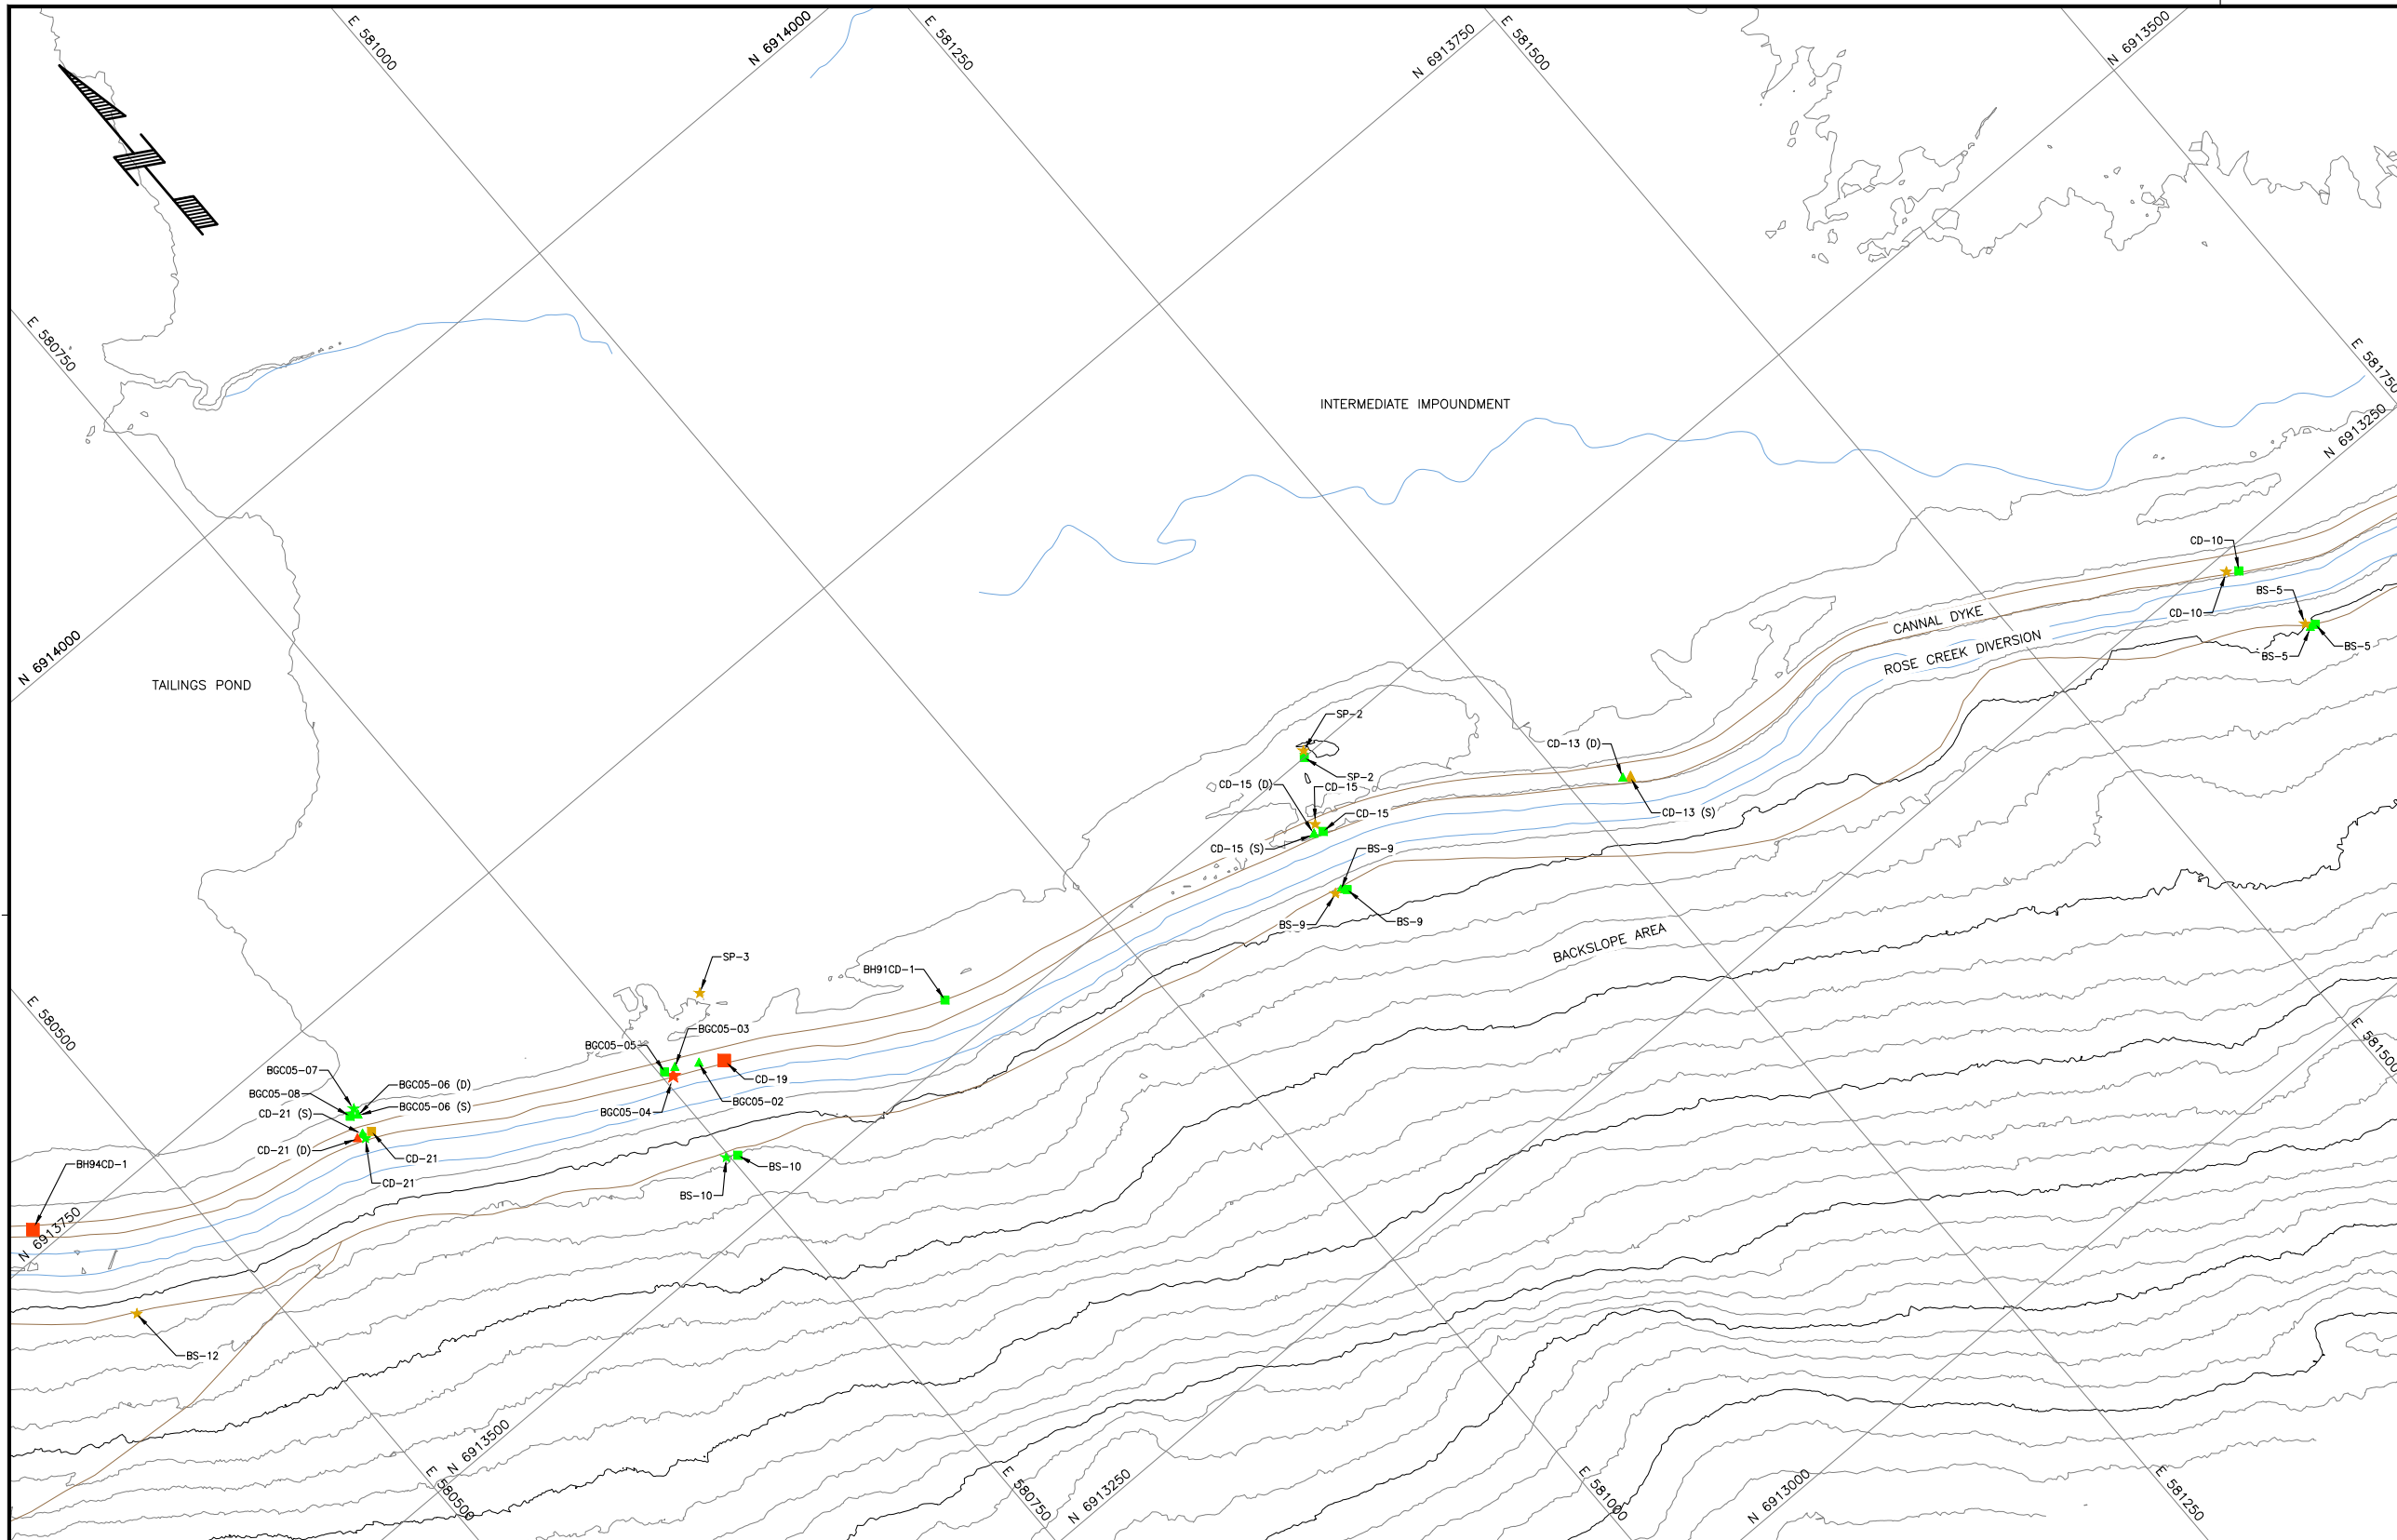 E 581000
N 6914000
E 581250
N 6913750
E 581500
N 6913500
E 580750
E 581750
INTERMEDIATE IMPOUNDMENT
N 6913250
CD-10
BS-5
CD-10
CANNAL DYKE
ROSE CREEK DIVERSION
BS-5
BS-5
N 6914000
TAILINGS POND
SP-2
CD-13 (D)
SP-2
CD-15 (D)
CD-15
CD-15
CD-13 (S)
CD-15 (S)
BS-9
BS-9
BS-9
BACKSLOPE AREA
SP-3
BH91CD-1
E 580500
BGC05-03
BGC05-05
E 581500
BGC05-07
CD-19
BGC05-06 (D)
BGC05-08
BGC05-02
BGC05-06 (S)
BGC05-04
CD-21 (S)
CD-21 (D)
CD-21
BH94CD-1
BS-10
CD-21
BS-10
N 6913750
BS-12
N 6913500
E 580500
E 580750
N 6913250
E 581000
N 6913000
E 581250